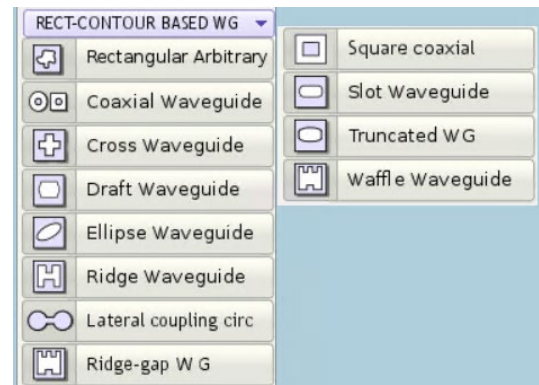 RECT-CONTOUR BASED WG
Rectangular Arbitrary
Coaxial Waveguide
Cross Waveguide
Draft Waveguide
Ellipse Waveguide
Ridge Waveguide
Lateral coupling circ
Ridge-gap W G
Square coaxial
Slot Waveguide
Truncated WG
Waffle Waveguide